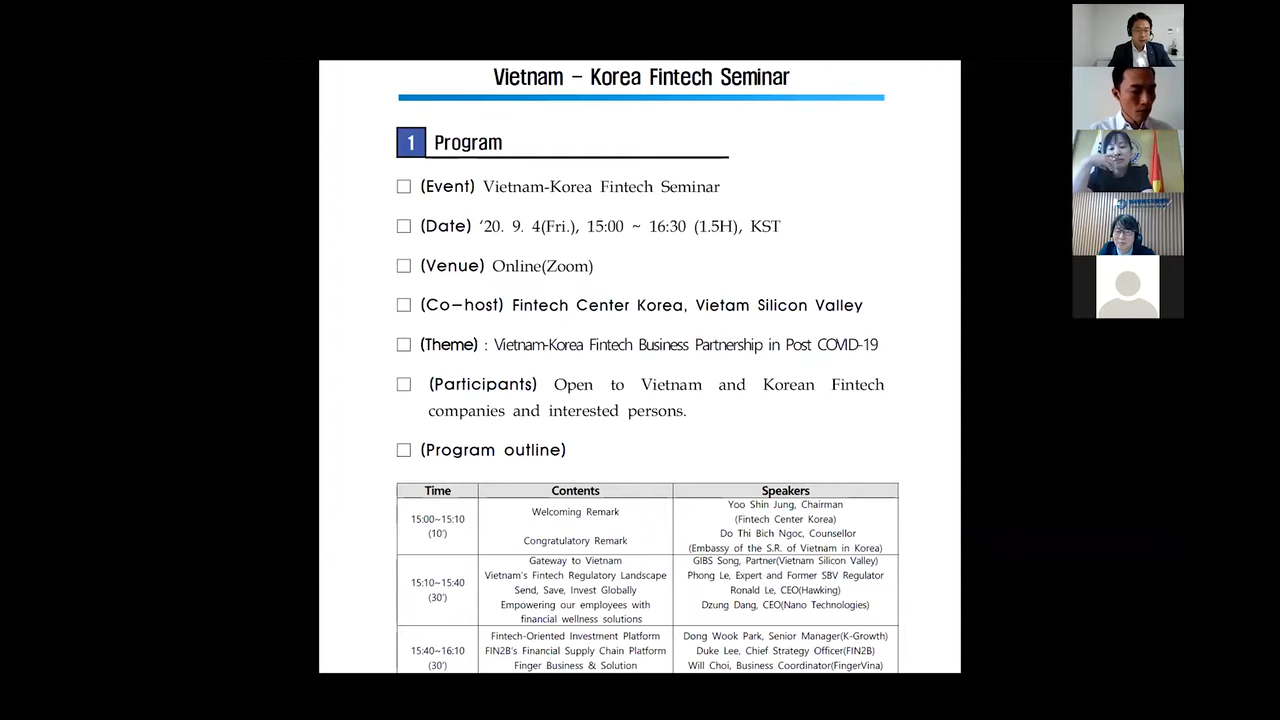 Vietnam – Korea Fintech Seminar
1 Program
□ (Event) Vietnam-Korea Fintech Seminar
□ (Date) ‘20. 9. 4(Fri.), 15:00 ~ 16:30 (1.5H), KST
□ (Venue) Online(Zoom)
□ (Co-host) Fintech Center Korea, Vietam Silicon Valley
□ (Theme) : Vietnam-Korea Fintech Business Partnership in Post COVID-19
□ (Participants) Open to Vietnam and Korean Fintech
companies and interested persons.
□ (Program outline)
Time Contents Speakers
15:00~15:10
(10')
Welcoming Remark
Congratulatory Remark
Yoo Shin Jung, Chairman
(Fintech Center Korea)
Do Thi Bich Ngoc, Counsellor
(Embassy of the S.R. of Vietnam in Korea)
15:10~15:40
(30')
Gateway to Vietnam
Vietnam's Fintech Regulatory Landscape
Send, Save, Invest Globally
Empowering our employees with
financial wellness solutions
GIBS Song, Partner(Vietnam Silicon Valley)
Phong Le, Expert and Former SBV Regulator
Ronald Le, CEO(Hawking)
Dzung Dang, CEO(Nano Technologies)
15:40~16:10
(30')
Fintech-Oriented Investment Platform
FIN2B's Financial Supply Chain Platform
Finger Business & Solution
Dong Wook Park, Senior Manager(K-Growth)
Duke Lee, Chief Strategy Officer(FIN2B)
Will Choi, Business Coordinator(FingerVina)